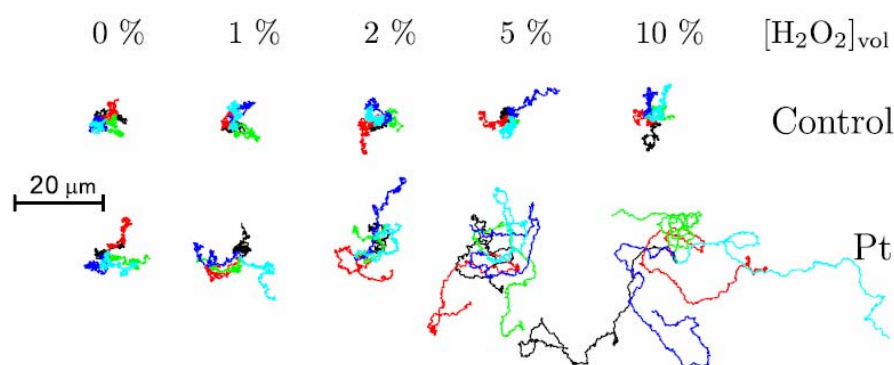 0 % 1 % 2 % 5 % 10 % [H₂O₂]vol
Control
20 μm
Pt